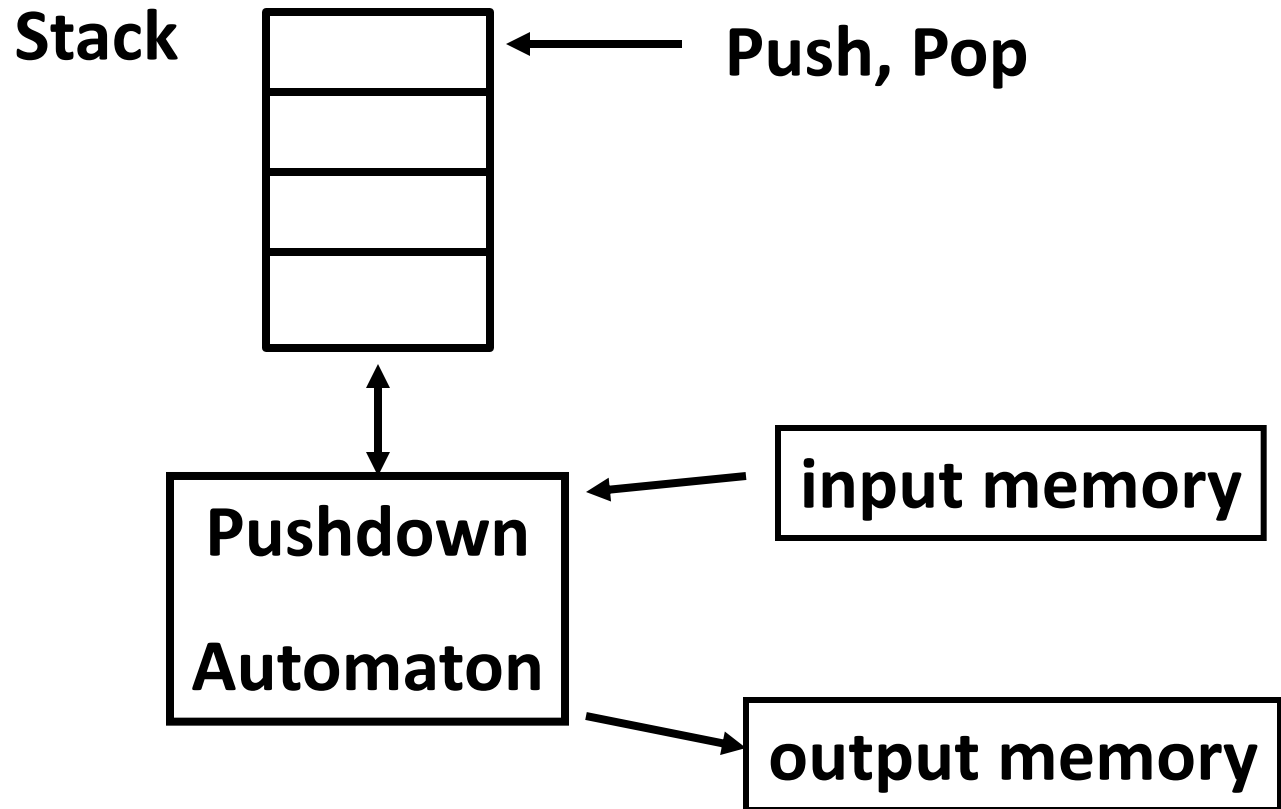 Stack
Push, Pop
input memory
Pushdown
Automaton
output memory